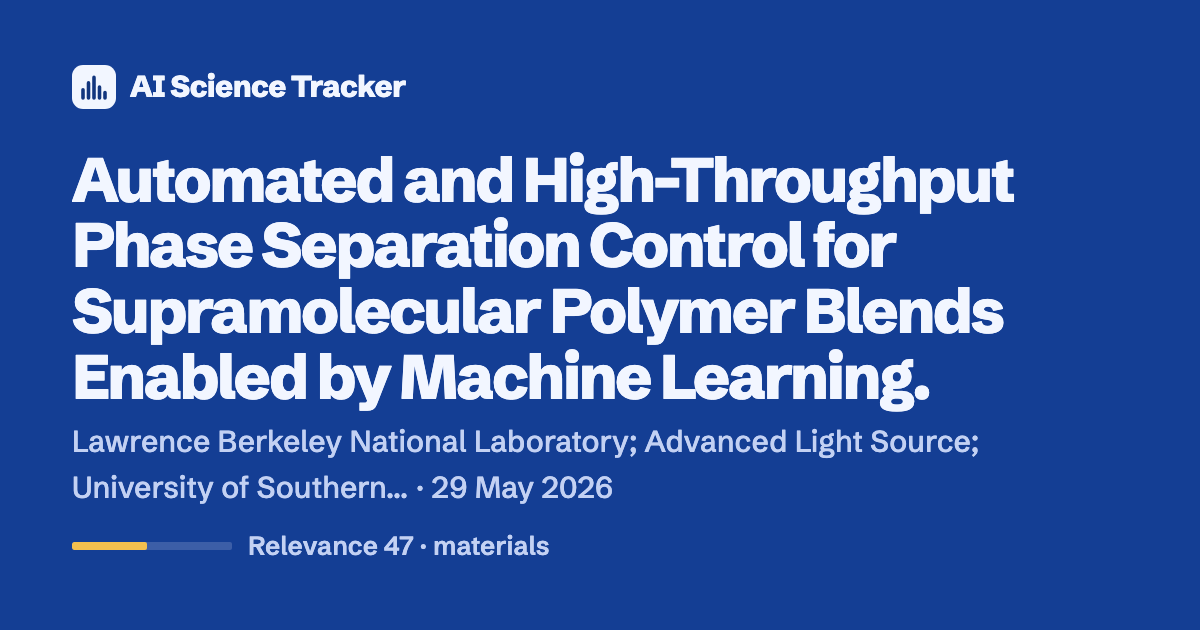 AI Science Tracker
Automated and High-Throughput
Phase Separation Control for
Supramolecular Polymer Blends
Enabled by Machine Learning.
Lawrence Berkeley National Laboratory; Advanced Light Source;
University of Southern... · 29 May 2026
Relevance 47 · materials